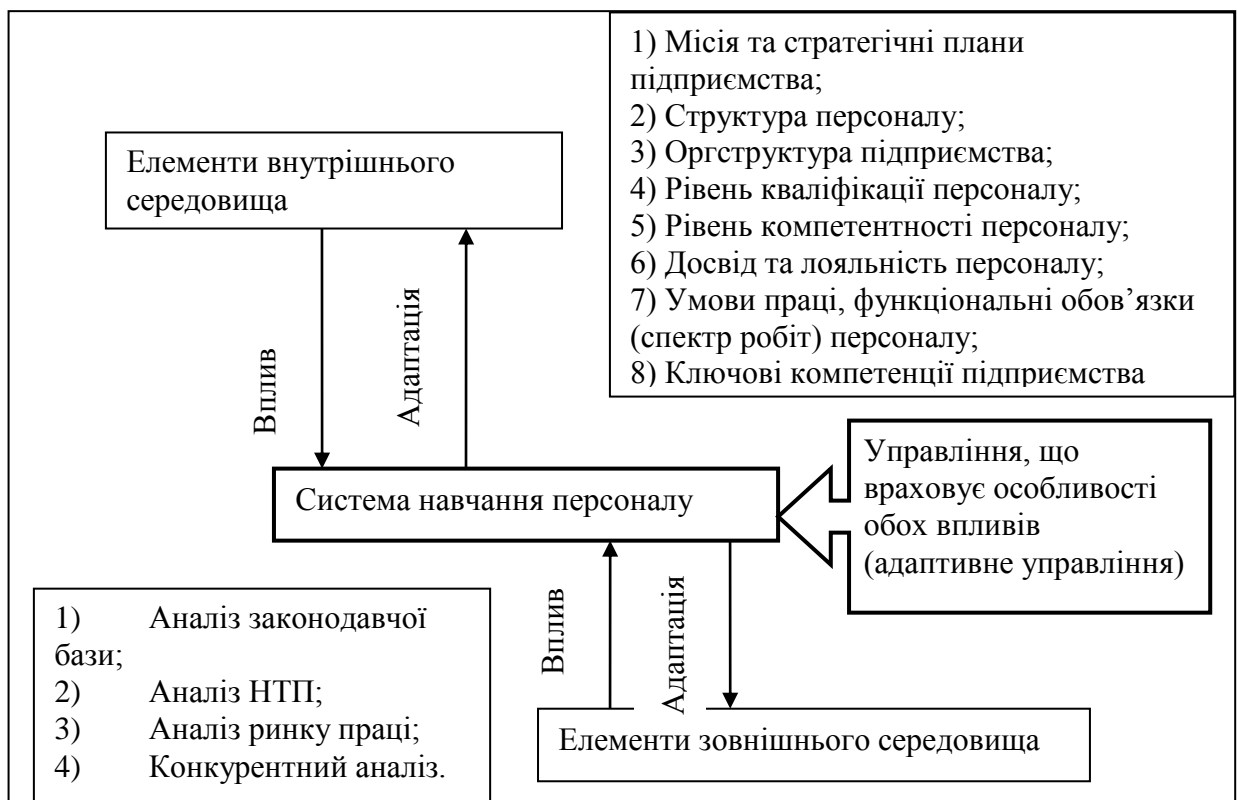 1) Місія та стратегічні плани
підприємства;
2) Структура персоналу;
3) Оргструктура підприємства;
4) Рівень кваліфікації персоналу;
5) Рівень компетентності персоналу;
6) Досвід та лояльність персоналу;
7) Умови праці, функціональні обов’язки
(спектр робіт) персоналу;
8) Ключові компетенції підприємства
Елементи внутрішнього
середовища
Вплив
Адаптація
Система навчання персоналу
Управління, що
враховує особливості
обох впливів
(адаптивне управління)
1) Аналіз законодавчої
бази;
2) Аналіз НТП;
3) Аналіз ринку праці;
4) Конкурентний аналіз.
Вплив
Адаптація
Елементи зовнішнього середовища